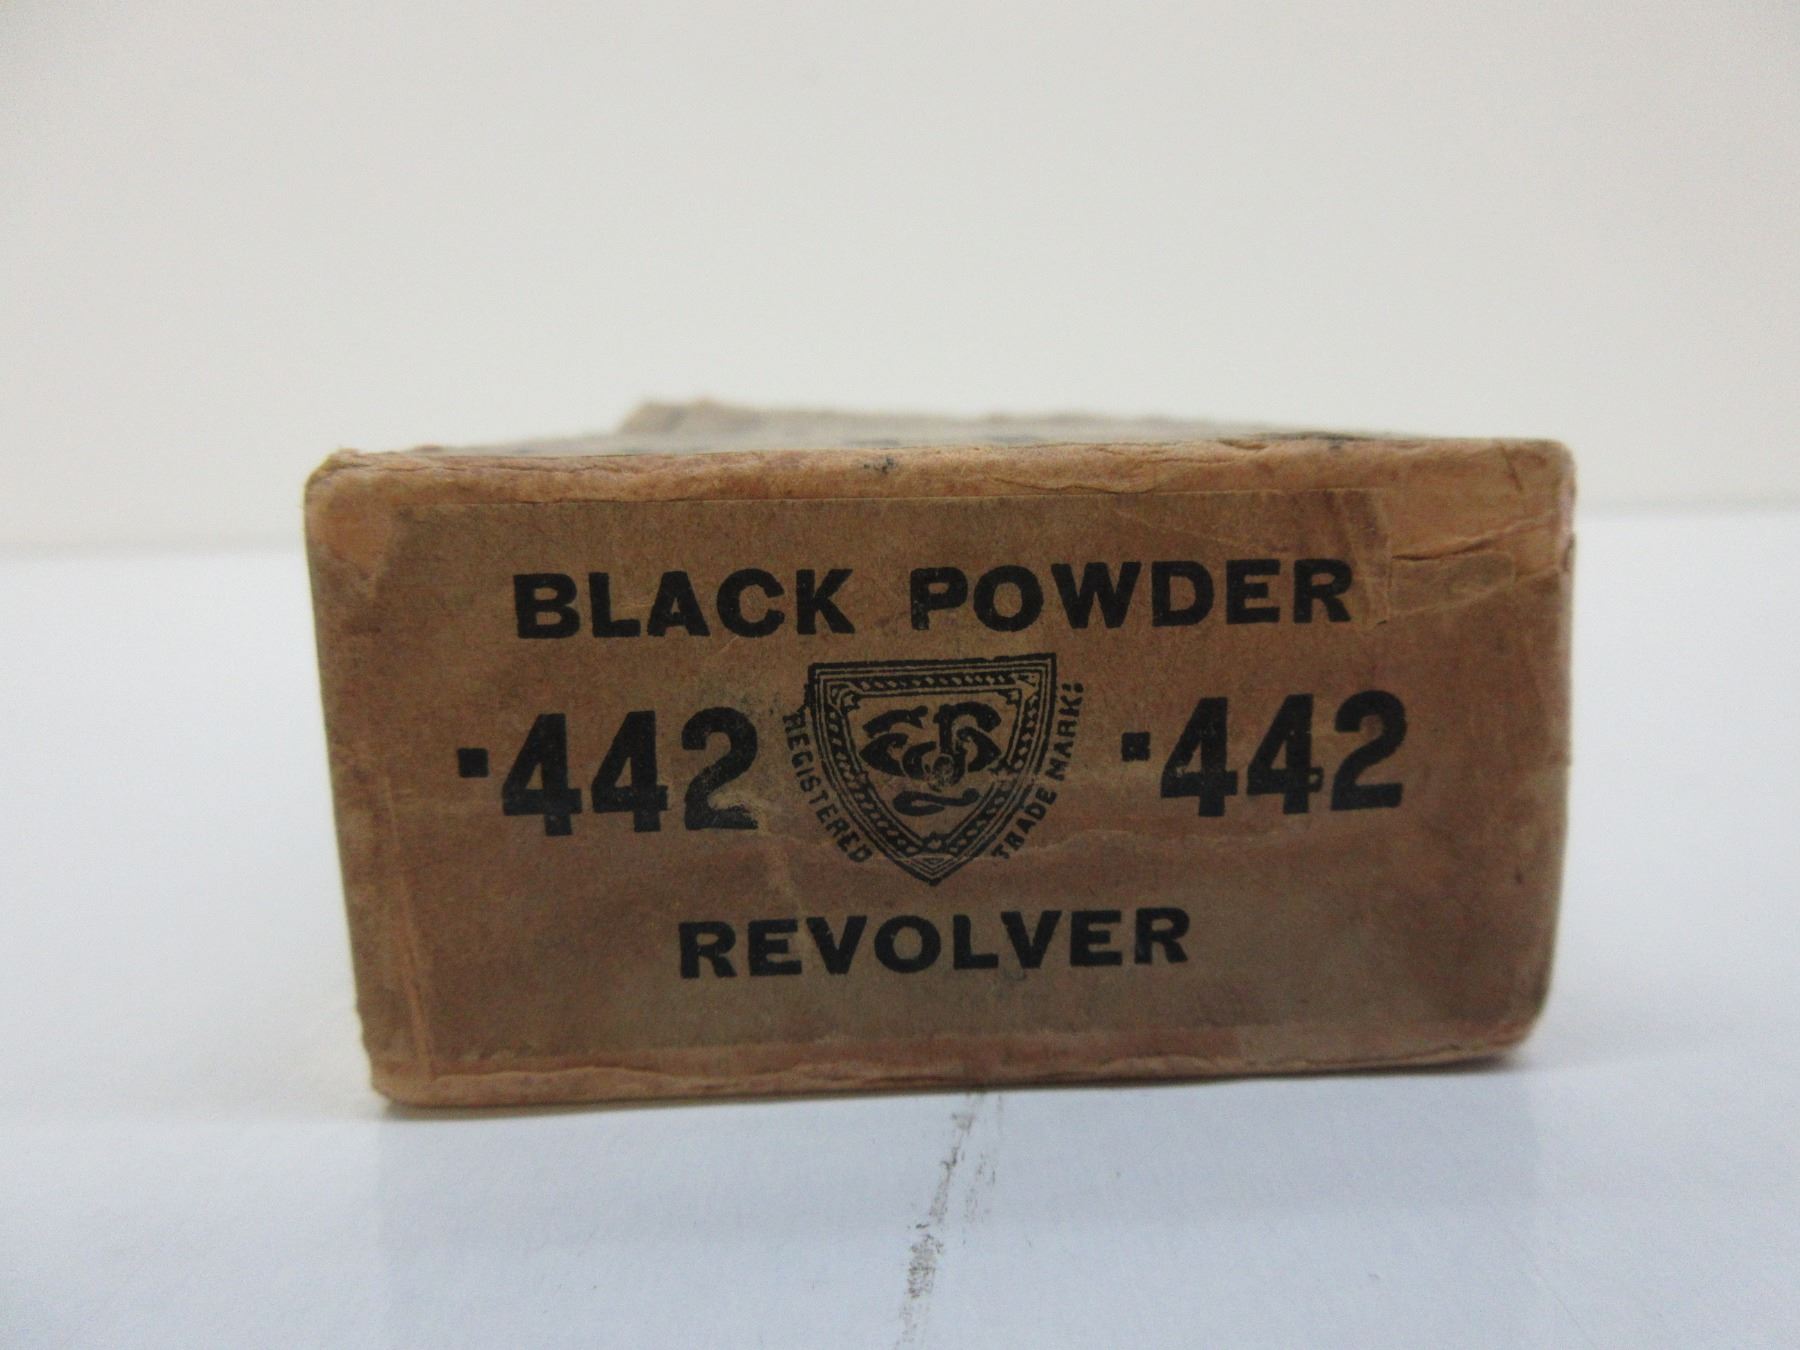 BLACK POWDER
·442 ·442
REGISTERED TRADE MARK:
REVOLVER